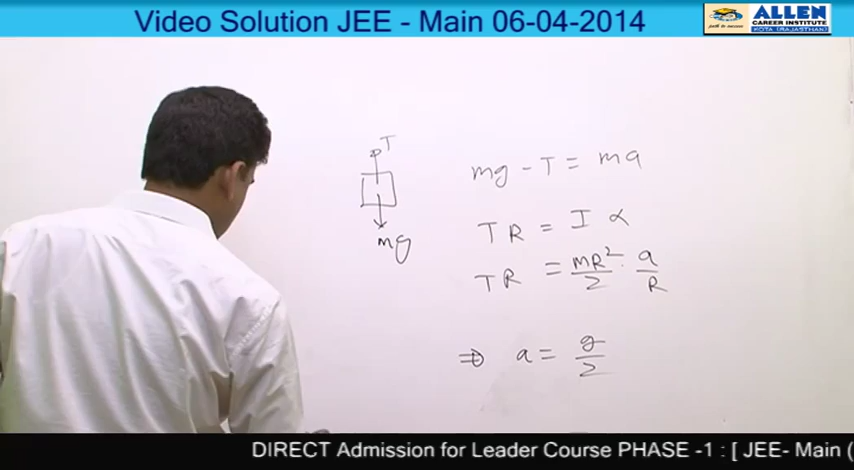 Video Solution JEE - Main 06-04-2014
ALLEN
CAREER INSTITUTE
KOTA (RAJASTHAN)
T
mg
mg - T = ma
TR = I α
TR = mR²/2 · a/R
⇒ a = g/2
DIRECT Admission for Leader Course PHASE -1 : [ JEE- Main (